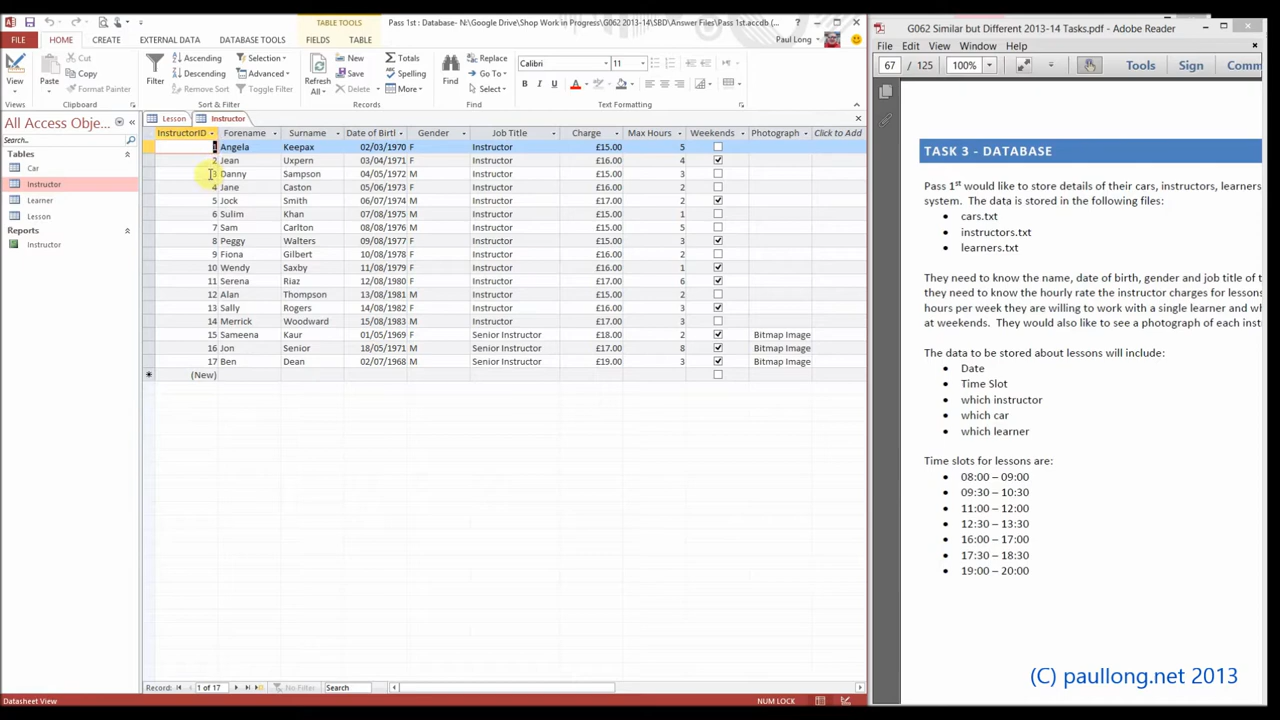 TABLE TOOLS
Pass 1st : Database- N:\Google Drive\Shop Work in Progress\G062 2013-14\SBD\Answer Files\Pass 1st.accdb (...
FILE HOME CREATE EXTERNAL DATA DATABASE TOOLS FIELDS TABLE
Paul Long
View
Views
Paste
Cut
Copy
Format Painter
Clipboard
Filter
Ascending
Descending
Remove Sort
Selection
Advanced
Toggle Filter
Sort & Filter
Refresh
All
New
Save
Delete
Totals
Spelling
More
Records
Find
Replace
Go To
Select
Find
Calibri 11
B I U
Text Formatting
All Access Obje...
Search...
Tables
Car
Instructor
Learner
Lesson
Reports
Instructor
Lesson Instructor
InstructorID Forename Surname Date of Birtl Gender Job Title Charge Max Hours Weekends Photograph Click to Add
1 Angela Keepax 02/03/1970 F Instructor £15.00 5
2 Jean Uxpern 03/04/1971 F Instructor £16.00 4
3 Danny Sampson 04/05/1972 M Instructor £15.00 3
4 Jane Caston 05/06/1973 F Instructor £16.00 2
5 Jock Smith 06/07/1974 M Instructor £17.00 2
6 Sulim Khan 07/08/1975 M Instructor £15.00 1
7 Sam Carlton 08/08/1976 M Instructor £15.00 5
8 Peggy Walters 09/08/1977 F Instructor £15.00 3
9 Fiona Gilbert 10/08/1978 F Instructor £16.00 2
10 Wendy Saxby 11/08/1979 F Instructor £16.00 1
11 Serena Riaz 12/08/1980 F Instructor £17.00 6
12 Alan Thompson 13/08/1981 M Instructor £15.00 2
13 Sally Rogers 14/08/1982 F Instructor £16.00 3
14 Merrick Woodward 15/08/1983 M Instructor £17.00 3
15 Sameena Kaur 01/05/1969 F Senior Instructor £18.00 2 Bitmap Image
16 Jon Senior 18/05/1971 M Senior Instructor £17.00 8 Bitmap Image
17 Ben Dean 02/07/1968 M Senior Instructor £19.00 3 Bitmap Image
(New)
Record: 1 of 17 No Filter Search
Datasheet View
NUM LOCK
G062 Similar but Different 2013-14 Tasks.pdf - Adobe Reader
File Edit View Window Help
67 / 125 100% Tools Sign Comm
TASK 3 - DATABASE
Pass 1st would like to store details of their cars, instructors, learners
system. The data is stored in the following files:
• cars.txt
• instructors.txt
• learners.txt
They need to know the name, date of birth, gender and job title of t
they need to know the hourly rate the instructor charges for lessons
hours per week they are willing to work with a single learner and wh
at weekends. They would also like to see a photograph of each inst
The data to be stored about lessons will include:
• Date
• Time Slot
• which instructor
• which car
• which learner
Time slots for lessons are:
• 08:00 – 09:00
• 09:30 – 10:30
• 11:00 – 12:00
• 12:30 – 13:30
• 16:00 – 17:00
• 17:30 – 18:30
• 19:00 – 20:00
(C) paullong.net 2013